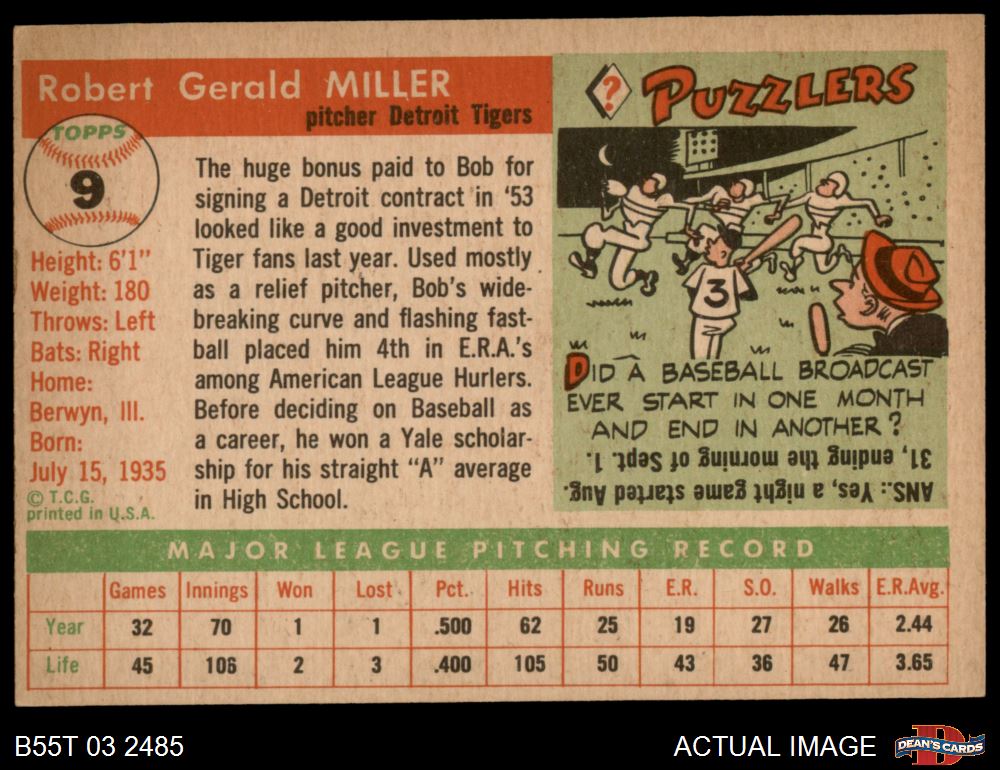 Robert Gerald MILLER
pitcher Detroit Tigers
TOPPS
9
Height: 6'1"
Weight: 180
Throws: Left
Bats: Right
Home:
Berwyn, Ill.
Born:
July 15, 1935
© T.C.G.
printed in U.S.A.
The huge bonus paid to Bob for
signing a Detroit contract in '53
looked like a good investment to
Tiger fans last year. Used mostly
as a relief pitcher, Bob's wide-
breaking curve and flashing fast-
ball placed him 4th in E.R.A.'s
among American League Hurlers.
Before deciding on Baseball as
a career, he won a Yale scholar-
ship for his straight "A" average
in High School.
? PUZZLERS
3
DID A BASEBALL BROADCAST
EVER START IN ONE MONTH
AND END IN ANOTHER?
ANS.: Yes, a night game started Aug.
31, ending the morning of Sept. 1.
MAJOR LEAGUE PITCHING RECORD
Games Innings Won Lost Pct. Hits Runs E.R. S.O. Walks E.R.Avg.
Year 32 70 1 1 .500 62 25 19 27 26 2.44
Life 45 106 2 3 .400 105 50 43 36 47 3.65
B55T 03 2485
ACTUAL IMAGE
D
DEAN'S CARDS